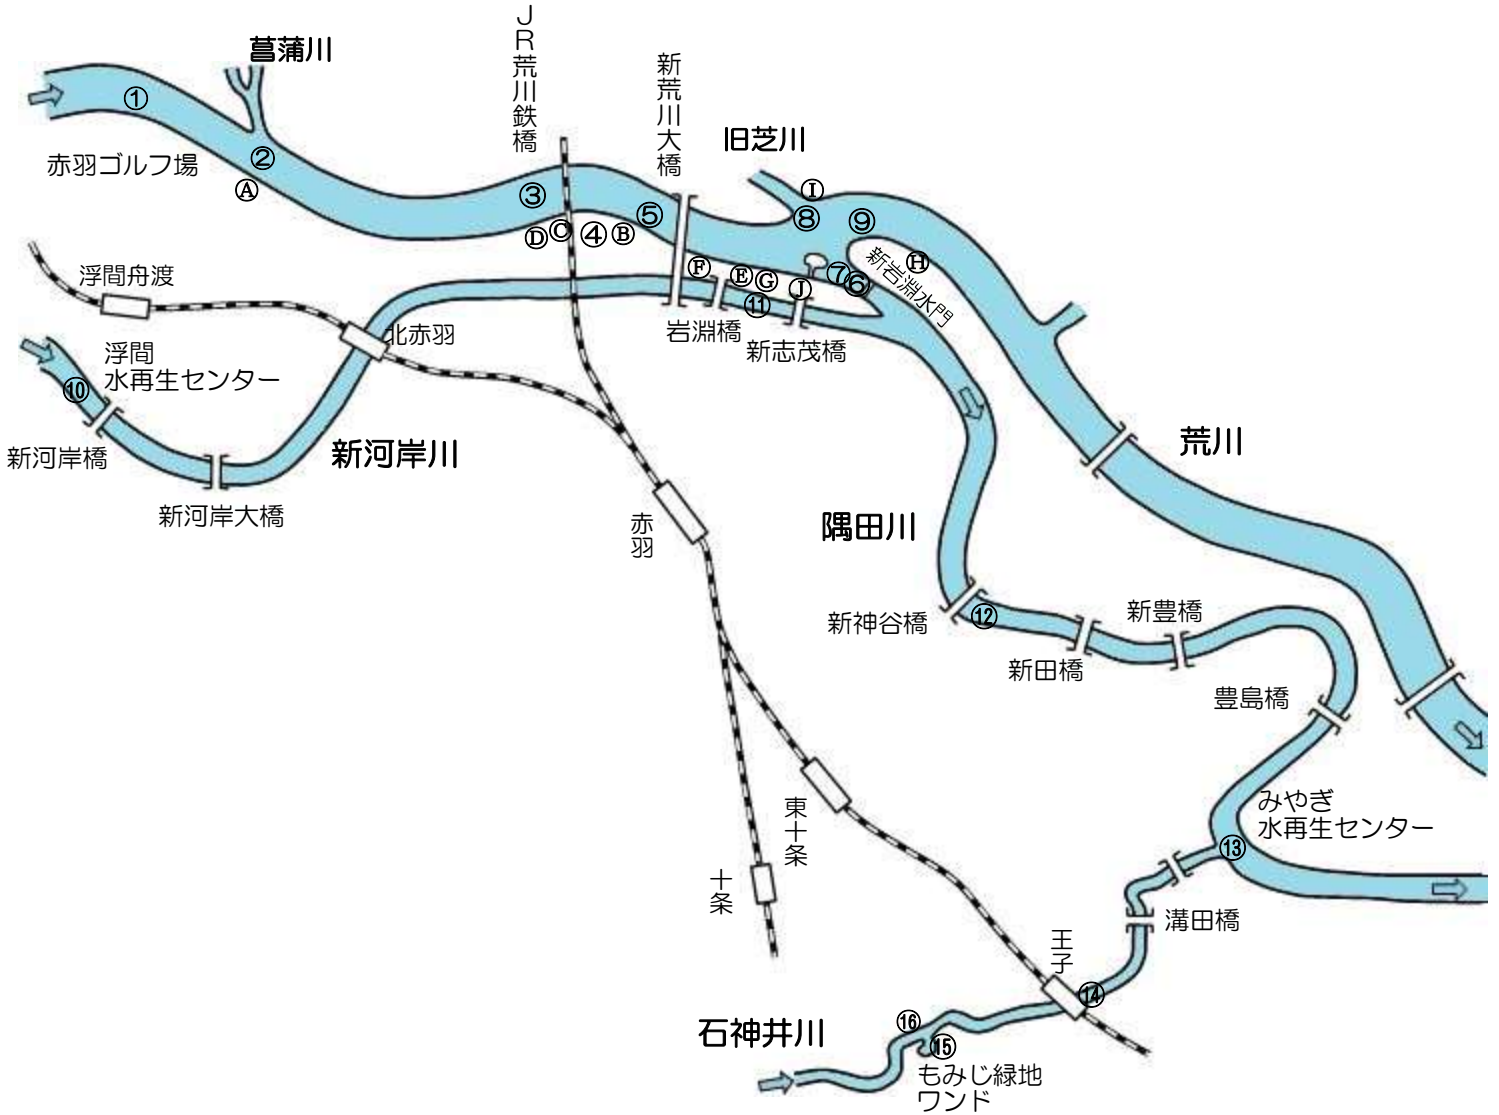 菖蒲川
JR荒川鉄橋
新荒川大橋
旧芝川
①
赤羽ゴルフ場
②
Ⓐ
③
Ⓓ
Ⓒ
④
Ⓑ
⑤
Ⓘ
⑧
⑨
Ⓗ
Ⓕ
Ⓔ
Ⓖ
Ⓙ
⑦
⑥
新岩淵水門
⑪
岩淵橋
新志茂橋
浮間舟渡
北赤羽
浮間
水再生センター
⑩
新河岸橋
新河岸大橋
新河岸川
赤羽
荒川
隅田川
新神谷橋
⑫
新田橋
新豊橋
豊島橋
みやぎ
水再生センター
⑬
溝田橋
東十条
十条
王子
⑭
石神井川
⑯
⑮
もみじ緑地
ワンド